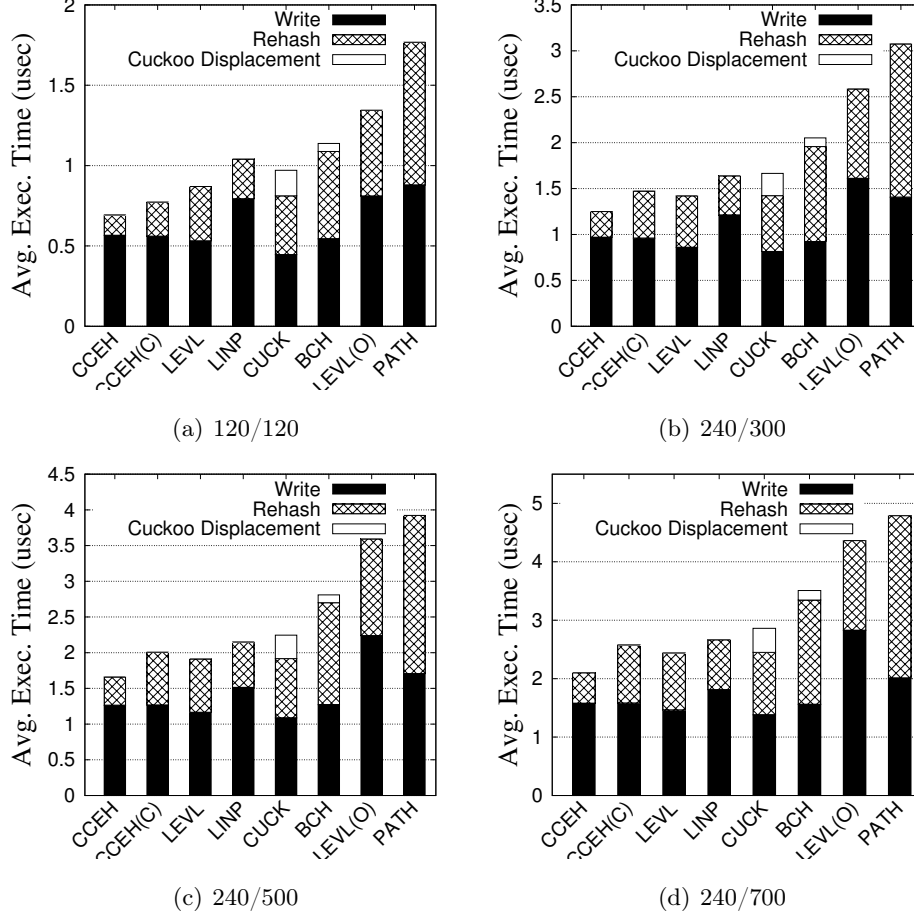 Avg. Exec. Time (usec)
2
1.5
1
0.5
0
Write
Rehash
Cuckoo Displacement
CCEH
CCEH(C)
LEVL
LINP
CUCK
BCH
LEVL(O)
PATH
(a) 120/120
Avg. Exec. Time (usec)
3.5
3
2.5
2
1.5
1
0.5
0
Write
Rehash
Cuckoo Displacement
CCEH
CCEH(C)
LEVL
LINP
CUCK
BCH
LEVL(O)
PATH
(b) 240/300
Avg. Exec. Time (usec)
4.5
4
3.5
3
2.5
2
1.5
1
0.5
0
Write
Rehash
Cuckoo Displacement
CCEH
CCEH(C)
LEVL
LINP
CUCK
BCH
LEVL(O)
PATH
(c) 240/500
Avg. Exec. Time (usec)
5
4
3
2
1
0
Write
Rehash
Cuckoo Displacement
CCEH
CCEH(C)
LEVL
LINP
CUCK
BCH
LEVL(O)
PATH
(d) 240/700